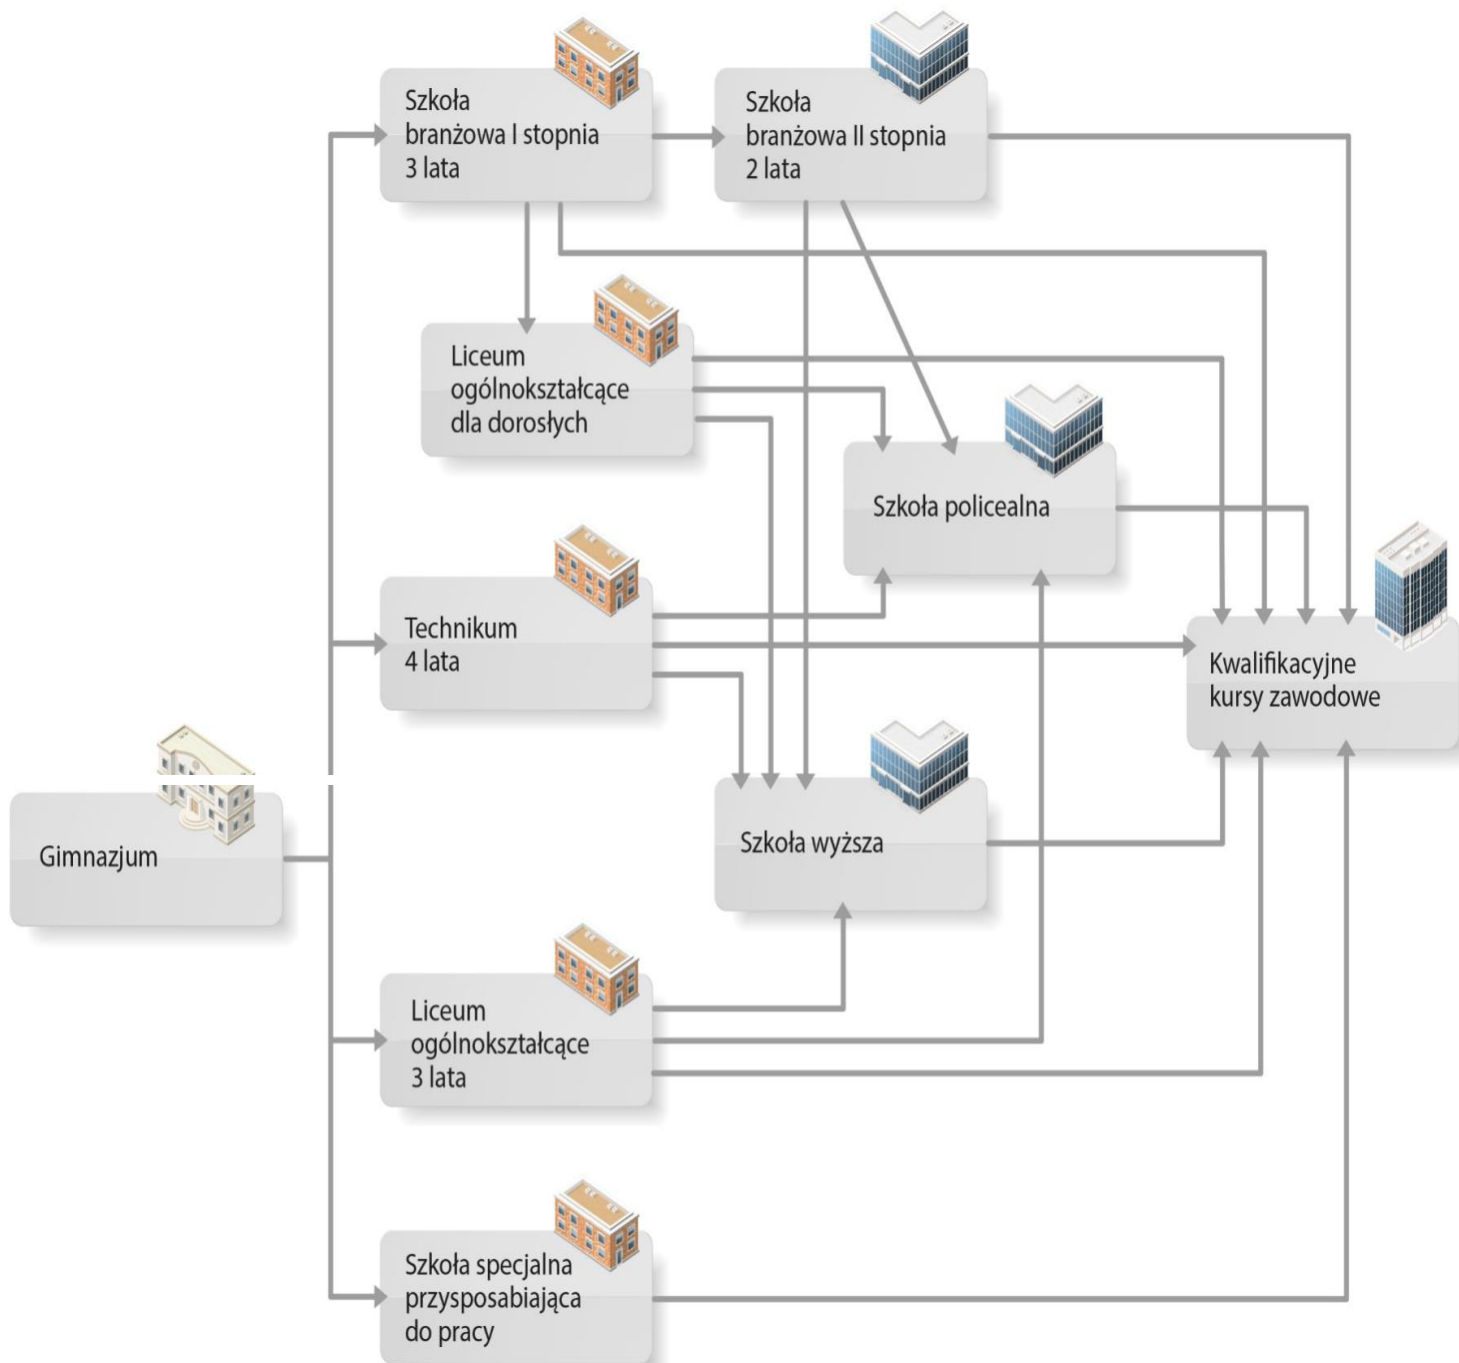 Szkoła
branżowa I stopnia
3 lata
Szkoła
branżowa II stopnia
2 lata
Liceum
ogólnokształcące
dla dorosłych
Szkoła policealna
Technikum
4 lata
Kwalifikacyjne
kursy zawodowe
Gimnazjum
Szkoła wyższa
Liceum
ogólnokształcące
3 lata
Szkoła specjalna
przysposabiająca
do pracy